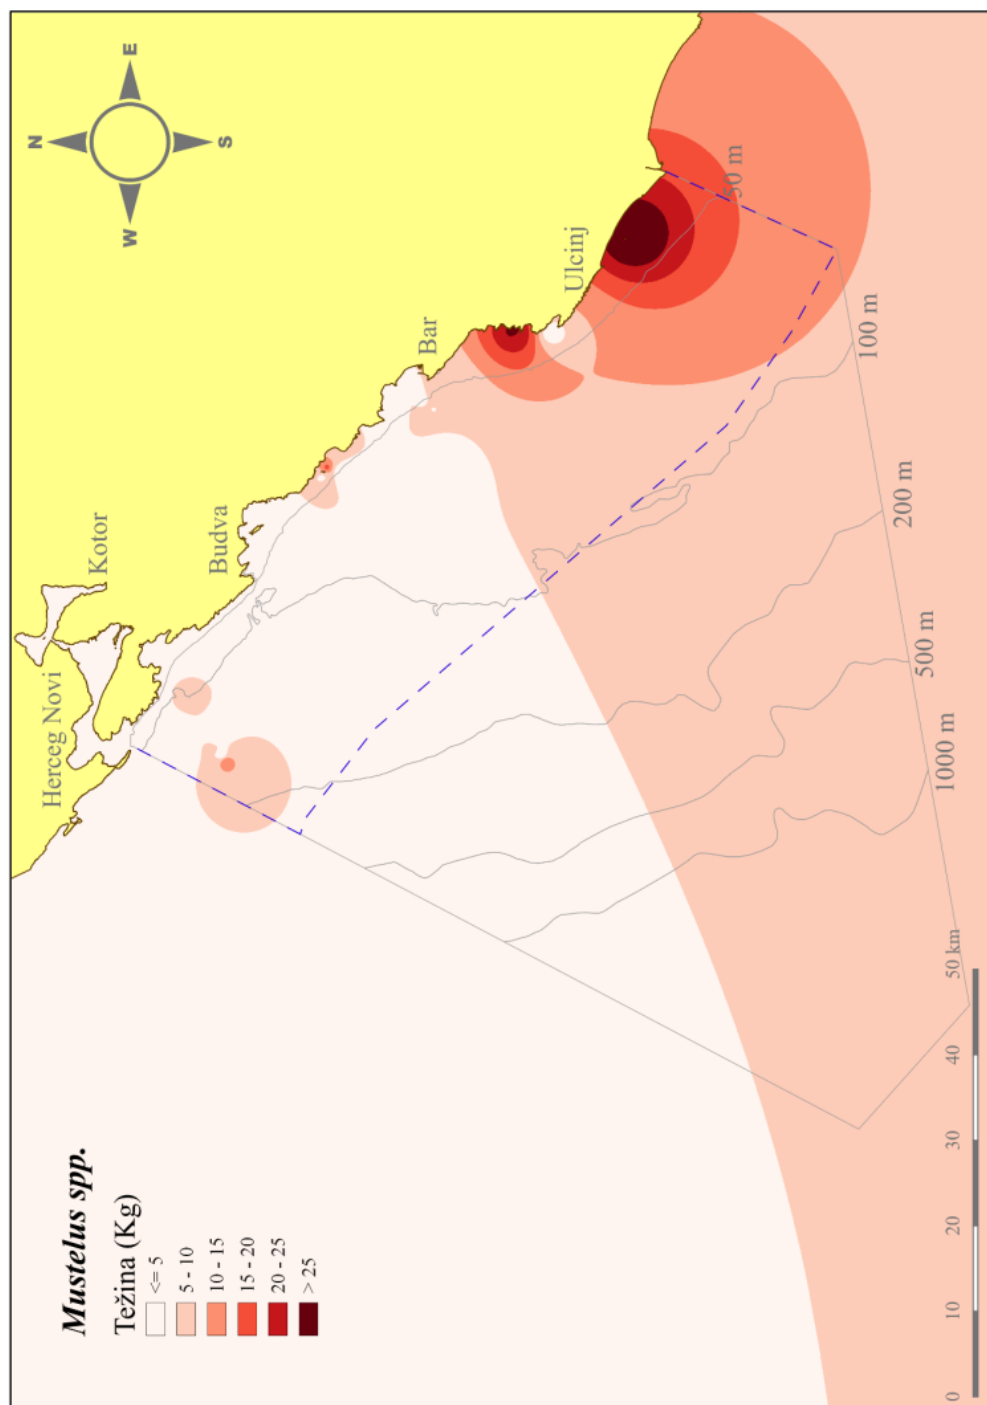 N
E
S
W
Herceg Novi
Kotor
Budva
Bar
Ulcinj
50 m
100 m
200 m
500 m
1000 m
Mustelus spp.
Težina (Kg)
<= 5
5 - 10
10 - 15
15 - 20
20 - 25
> 25
0 10 20 30 40 50 km